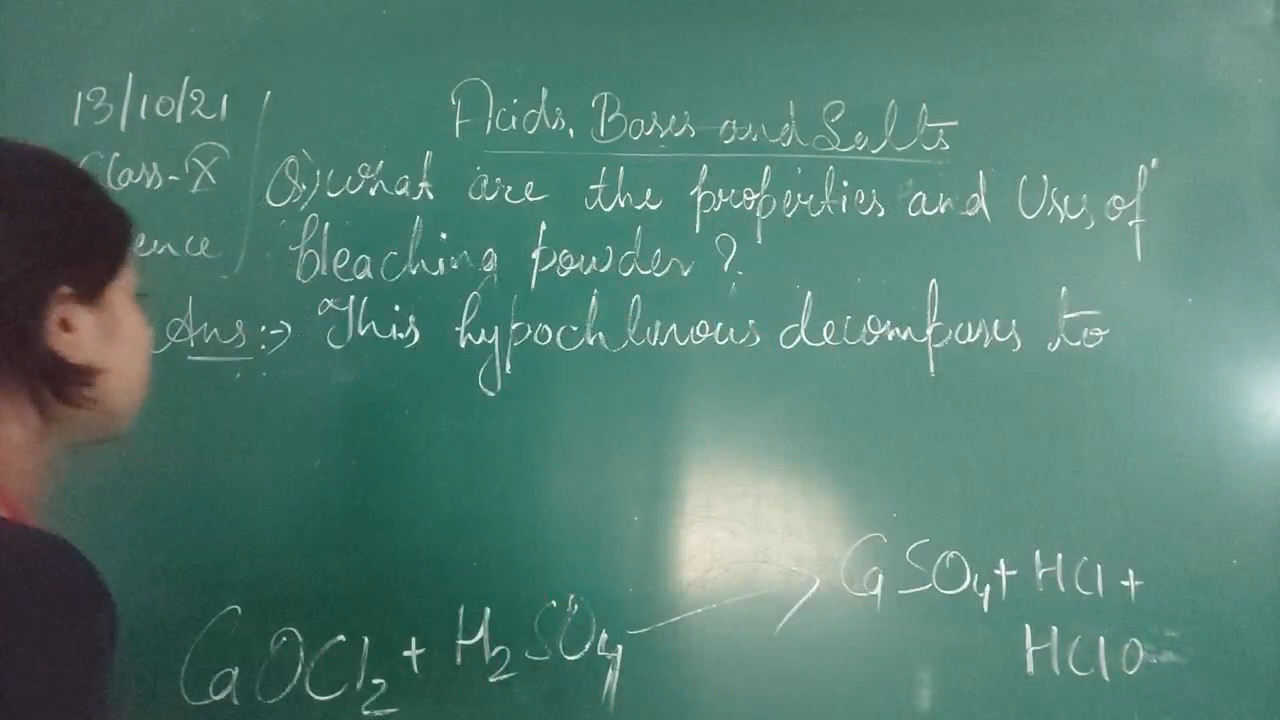 13/10/21
Acids, Bases and Salts
Class-X
Q) What are the properties and Uses of
ence
bleaching powder?
Ans :→ This hypochlorous decomposes to
CaOCl2 + H2SO4 → CaSO4 + HCl +
HClO